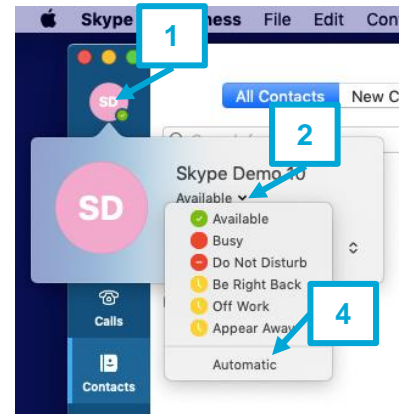 Skype
ness File Edit Con
1
SD
All Contacts New C
2
Skype Demo 10
SD
Available
Available
Busy
Do Not Disturb
Be Right Back
Off Work
Appear Away
Calls
4
Automatic
Contacts